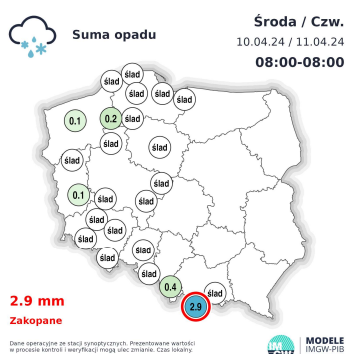 Suma opadu
Środa / Czw.
10.04.24 / 11.04.24
08:00-08:00
ślad
ślad
ślad
ślad
ślad
0.1
0.2
ślad
ślad
ślad
ślad
ślad
0.1
ślad
ślad
ślad
ślad
ślad
ślad
ślad
ślad
0.4
ślad
2.9
2.9 mm
Zakopane
Dane operacyjne ze stacji synoptycznych. Prezentowane wartości
w procesie kontroli i weryfikacji mogą ulec zmianie. Czas lokalny.
IM
GW
MODELE
IMGW-PIB